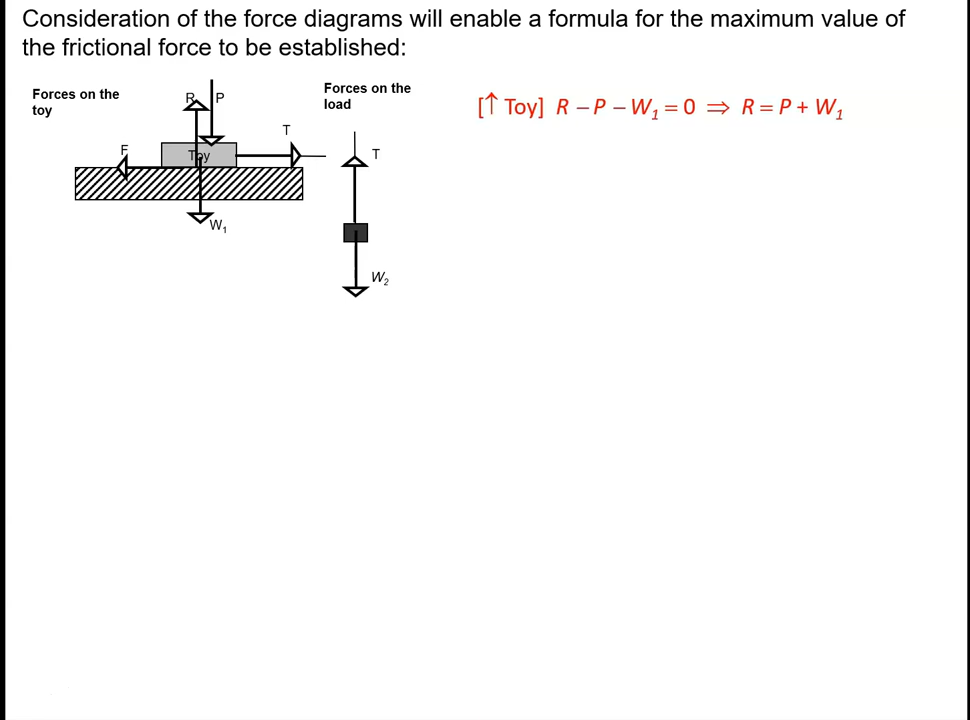 Consideration of the force diagrams will enable a formula for the maximum value of
the frictional force to be established:
Forces on the
toy
Forces on the
load
[↑ Toy] R – P – W₁ = 0 ⇒ R = P + W₁
R
P
T
F
Toy
T
W₁
W₂